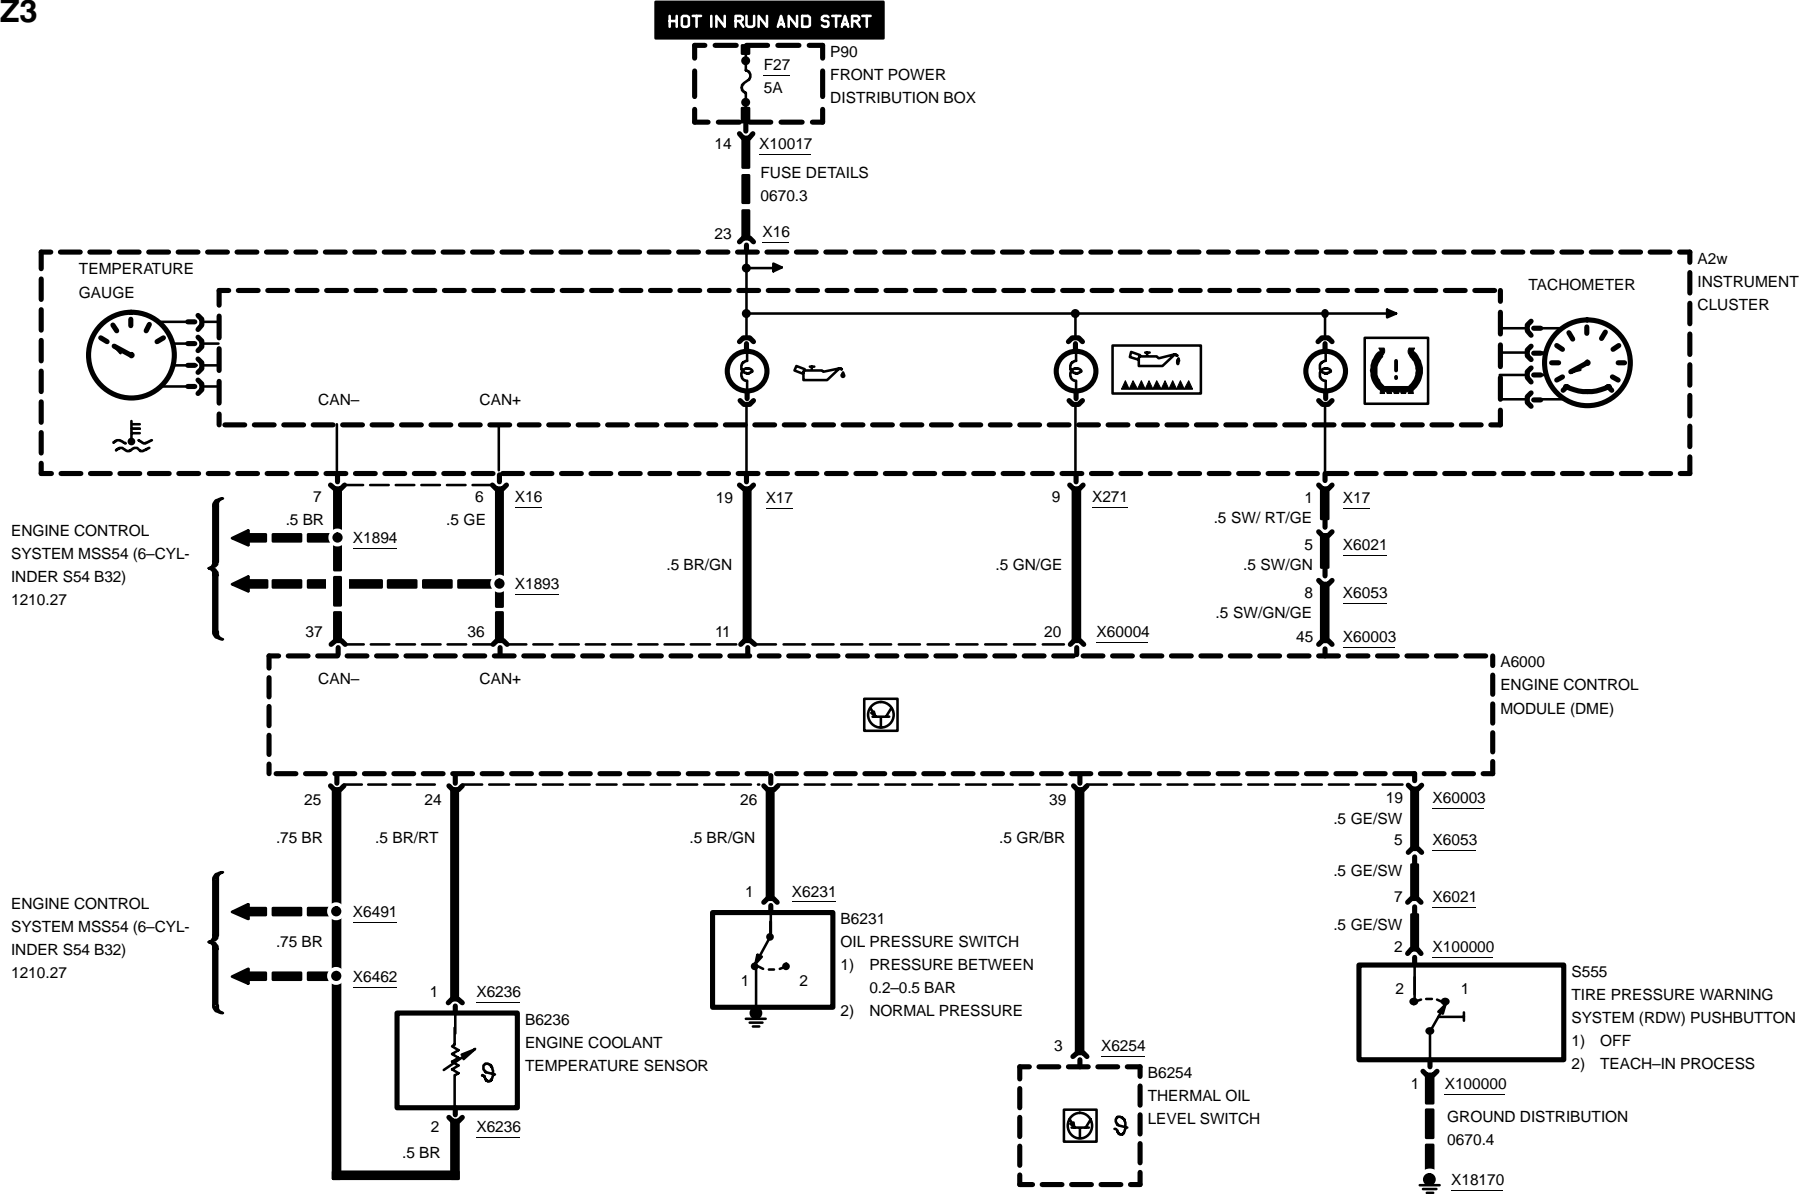 Z3
HOT IN RUN AND START
F27
5A
P90
FRONT POWER
DISTRIBUTION BOX
14 X10017
FUSE DETAILS
0670.3
23 X16
TEMPERATURE
GAUGE
TACHOMETER
A2w
INSTRUMENT
CLUSTER
CAN–
CAN+
7
6 X16
19 X17
9 X271
1 X17
.5 BR
.5 GE
.5 SW/ RT/GE
ENGINE CONTROL
SYSTEM MSS54 (6–CYL-
INDER S54 B32)
1210.27
X1894
X1893
5 X6021
.5 BR/GN
.5 GN/GE
.5 SW/GN
8 X6053
.5 SW/GN/GE
37
36
11
20 X60004
45 X60003
CAN–
CAN+
A6000
ENGINE CONTROL
MODULE (DME)
25
24
26
39
19 X60003
.5 GE/SW
.75 BR
.5 BR/RT
.5 BR/GN
.5 GR/BR
5 X6053
.5 GE/SW
7 X6021
.5 GE/SW
2 X100000
ENGINE CONTROL
SYSTEM MSS54 (6–CYL-
INDER S54 B32)
1210.27
X6491
.75 BR
X6462
1 X6231
B6231
OIL PRESSURE SWITCH
1) PRESSURE BETWEEN
0.2–0.5 BAR
2) NORMAL PRESSURE
1
2
1 X6236
B6236
ENGINE COOLANT
TEMPERATURE SENSOR
ϑ
2 X6236
.5 BR
3 X6254
B6254
THERMAL OIL
LEVEL SWITCH
ϑ
2
1
S555
TIRE PRESSURE WARNING
SYSTEM (RDW) PUSHBUTTON
1) OFF
2) TEACH–IN PROCESS
1 X100000
GROUND DISTRIBUTION
0670.4
X18170